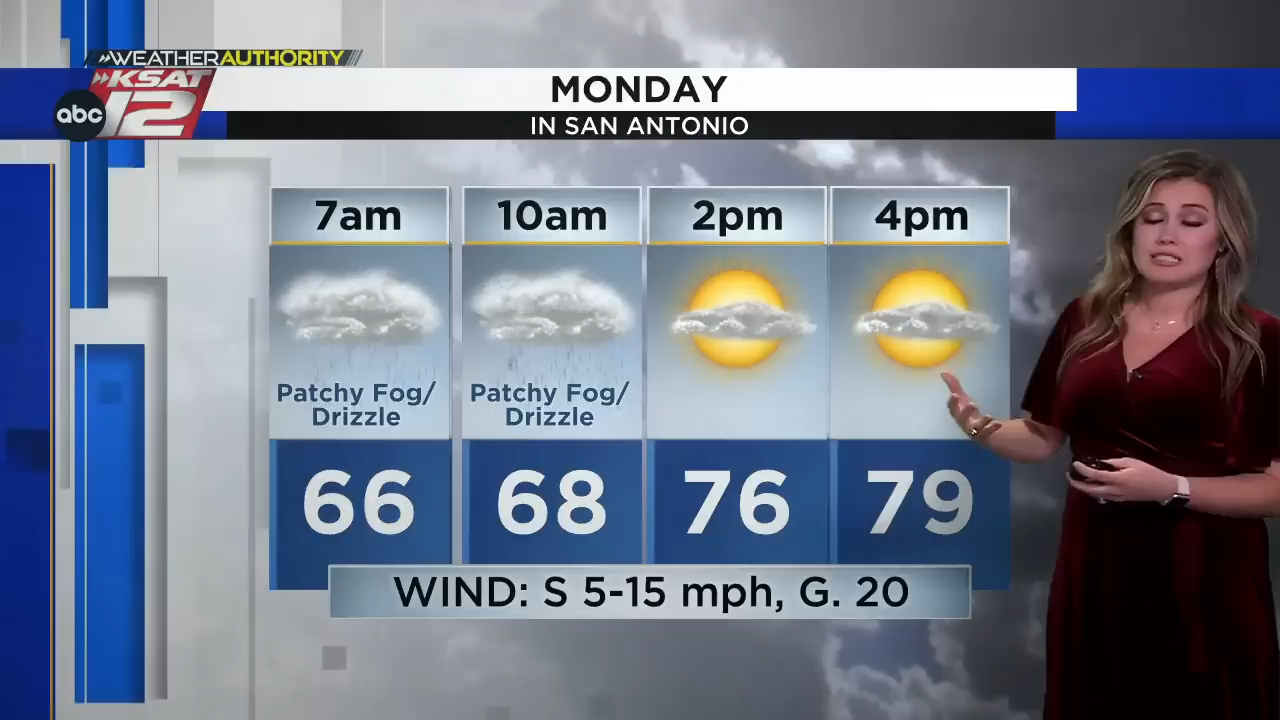 WEATHERAUTHORITY
KSAT
abc 12
MONDAY
IN SAN ANTONIO
7am 10am 2pm 4pm
Patchy Fog/ Patchy Fog/
Drizzle Drizzle
66 68 76 79
WIND: S 5-15 mph, G. 20